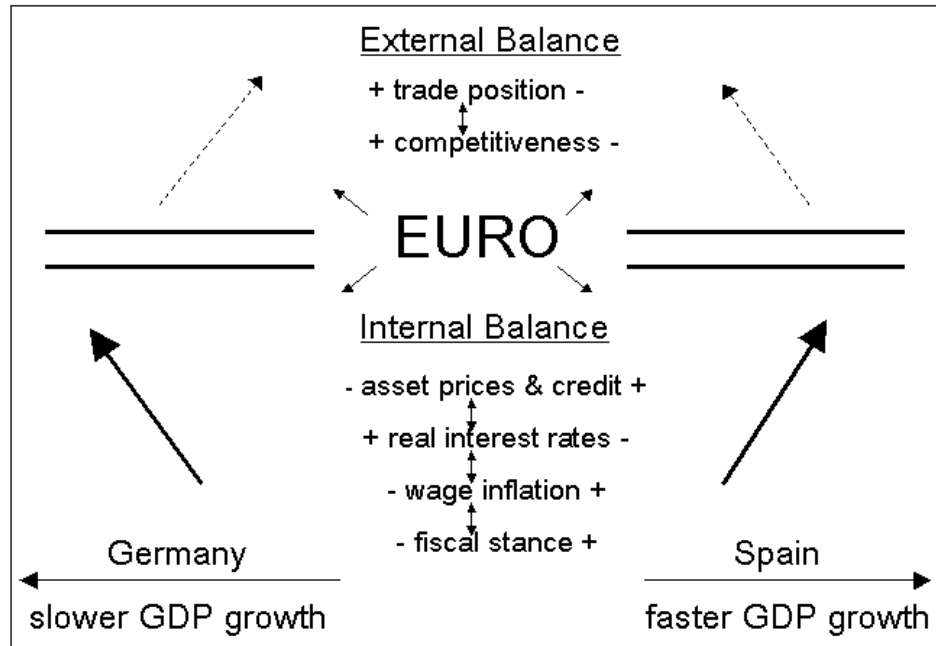 External Balance
+ trade position -
+ competitiveness -
EURO
Internal Balance
- asset prices & credit +
+ real interest rates -
- wage inflation +
- fiscal stance +
Germany
slower GDP growth
Spain
faster GDP growth